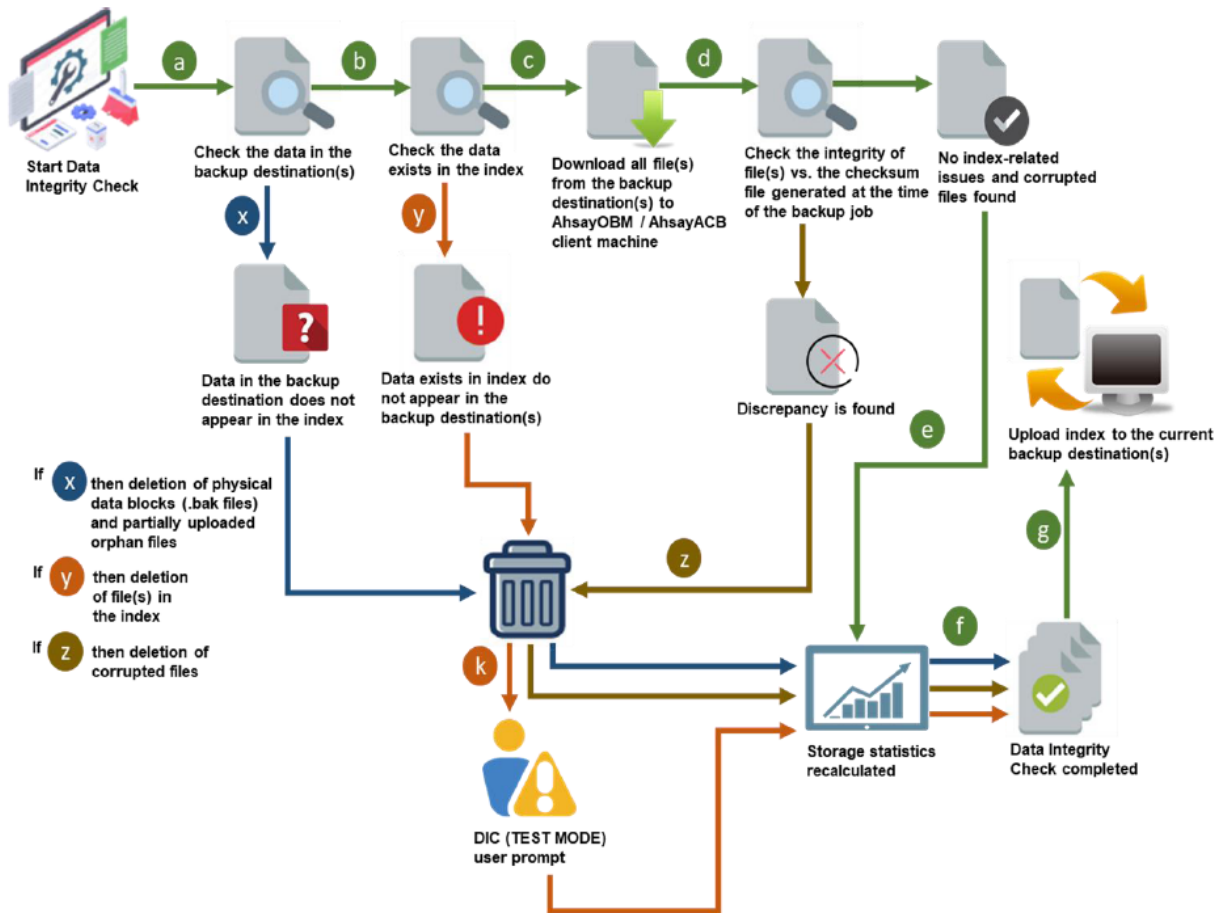 a
b
c
d
Start Data
Integrity Check
Check the data in the
backup destination(s)
Check the data
exists in the index
Download all file(s)
from the backup
destination(s) to
AhsayOBM / AhsayACB
client machine
Check the integrity of
file(s) vs. the checksum
file generated at the time
of the backup job
No index-related
issues and corrupted
files found
x
y
?
!
Data in the backup
destination does not
appear in the index
Data exists in index do
not appear in the
backup destination(s)
Discrepancy is found
e
Upload index to the current
backup destination(s)
If x then deletion of physical
data blocks (.bak files)
and partially uploaded
orphan files
If y then deletion
of file(s) in
the index
If z then deletion of
corrupted files
z
g
k
f
Storage statistics
recalculated
Data Integrity
Check completed
DIC (TEST MODE)
user prompt